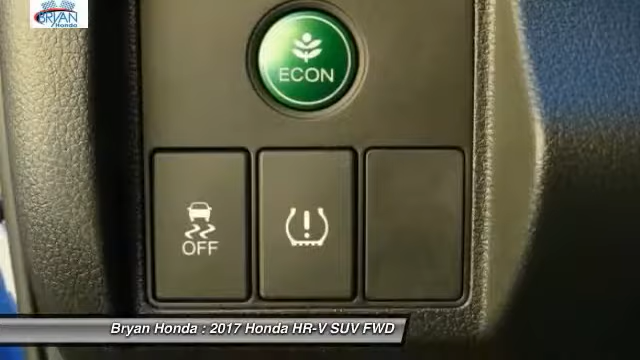 BRYAN
Honda
ECON
OFF
Bryan Honda : 2017 Honda HR-V SUV FWD